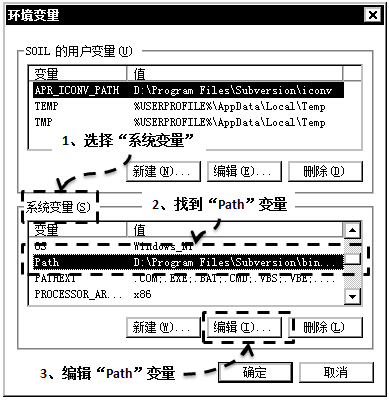 环境变量
SOIL 的用户变量(U)
变量 值
APR_ICONV_PATH D:\Program Files\Subversion\iconv
TEMP %USERPROFILE%\AppData\Local\Temp
TMP %USERPROFILE%\AppData\Local\Temp
1、选择“系统变量”
新建(N)... 编辑(E)... 删除(D)
系统变量(S)
2、找到“Path”变量
变量 值
OS Windows_NT
Path D:\Program Files\Subversion\bin...
PATHEXT .COM;.EXE;.BAT;.CMD;.VBS;.VBE;....
PROCESSOR_AR... x86
新建(W)... 编辑(I)... 删除(L)
3、编辑“Path”变量
确定 取消